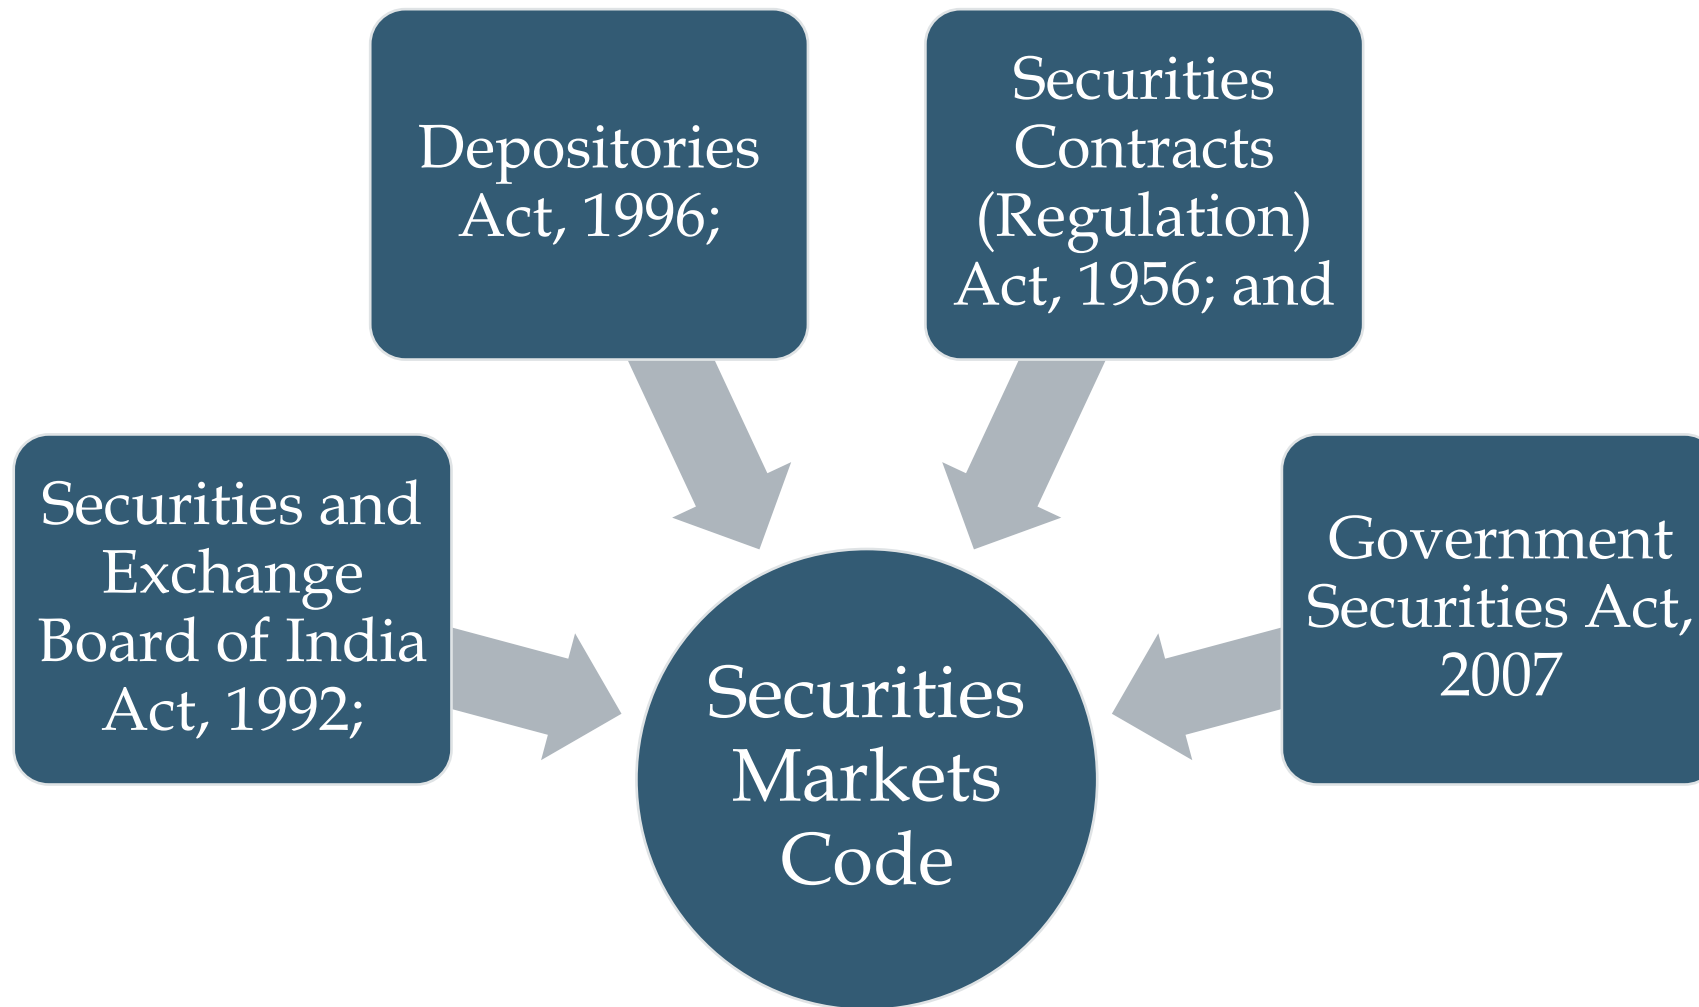 Securities and
Exchange
Board of India
Act, 1992;
Depositories
Act, 1996;
Securities
Contracts
(Regulation)
Act, 1956; and
Government
Securities Act,
2007
Securities
Markets
Code